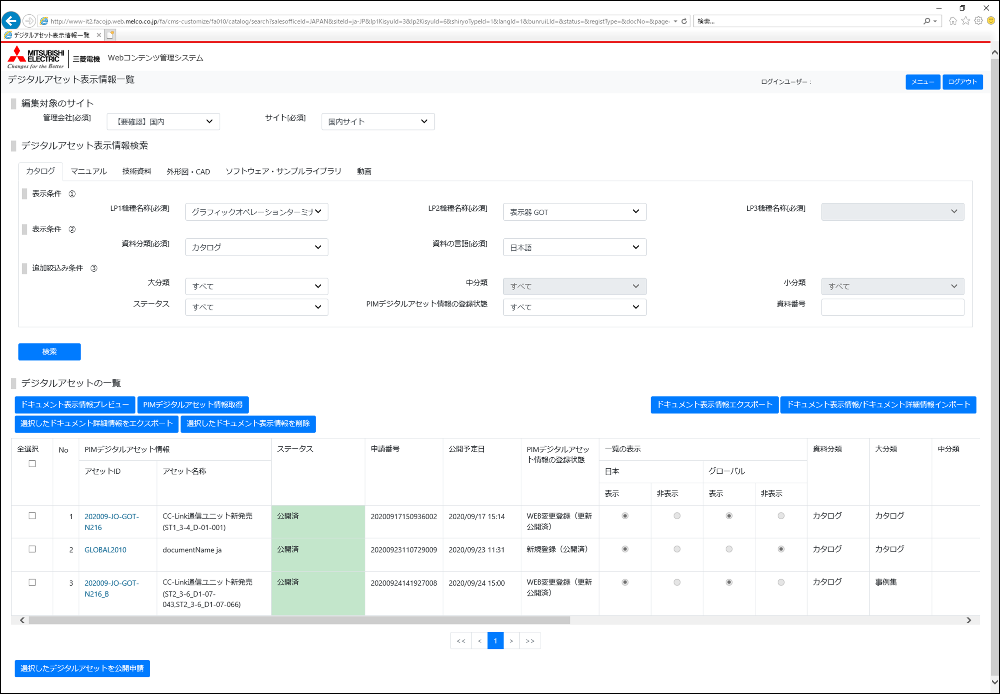 http://www-it2.facojp.web.melco.co.jp/fa/cms-customize/fa010/catalog/search?salesofficeId=JAPAN&siteId=ja-JP&lp1KisyuId=3&lp2KisyuId=6&shiryoTypeId=1&langId=1&bunruiLId=&status=&registType=&docNo=&page:
検索...
デジタルアセット表示情報一覧
MITSUBISHI ELECTRIC
Changes for the Better
三菱電機 Webコンテンツ管理システム
デジタルアセット表示情報一覧 ログインユーザー： メニュー ログアウト
編集対象のサイト
管理会社[必須] 【要確認】国内 サイト[必須] 国内サイト
デジタルアセット表示情報検索
カタログ マニュアル 技術資料 外形図・CAD ソフトウェア・サンプルライブラリ 動画
表示条件 ①
LP1機種名称[必須] グラフィックオペレーションターミナ LP2機種名称[必須] 表示器 GOT LP3機種名称[必須]
表示条件 ②
資料分類[必須] カタログ 資料の言語[必須] 日本語
追加絞込み条件 ③
大分類 すべて 中分類 すべて 小分類 すべて
ステータス すべて PIMデジタルアセット情報の登録状態 すべて 資料番号
検索
デジタルアセットの一覧
ドキュメント表示情報プレビュー PIMデジタルアセット情報取得 ドキュメント表示情報エクスポート ドキュメント表示情報/ドキュメント詳細情報インポート
選択したドキュメント詳細情報をエクスポート 選択したドキュメント表示情報を削除
全選択 No PIMデジタルアセット情報 ステータス 申請番号 公開予定日 PIMデジタルアセット情報の登録状態 一覧の表示 資料分類 大分類 中分類
アセットID アセット名称 日本 グローバル
表示 非表示 表示 非表示
1 202009-JO-GOT-N216 CC-Link通信ユニット新発売(ST1_3-4_D-01-001) 公開済 20200917150936002 2020/09/17 15:14 WEB変更登録（更新公開済） カタログ カタログ
2 GLOBAL2010 documentName ja 公開済 20200923110729009 2020/09/23 11:31 新規登録（公開済） カタログ カタログ
3 202009-JO-GOT-N216_B CC-Link通信ユニット新発売(ST2_3-6_D1-07-043,ST2_3-6_D1-07-066) 公開済 20200924141927008 2020/09/24 15:00 WEB変更登録（更新公開済） カタログ 事例集
<< < 1 > >>
選択したデジタルアセットを公開申請